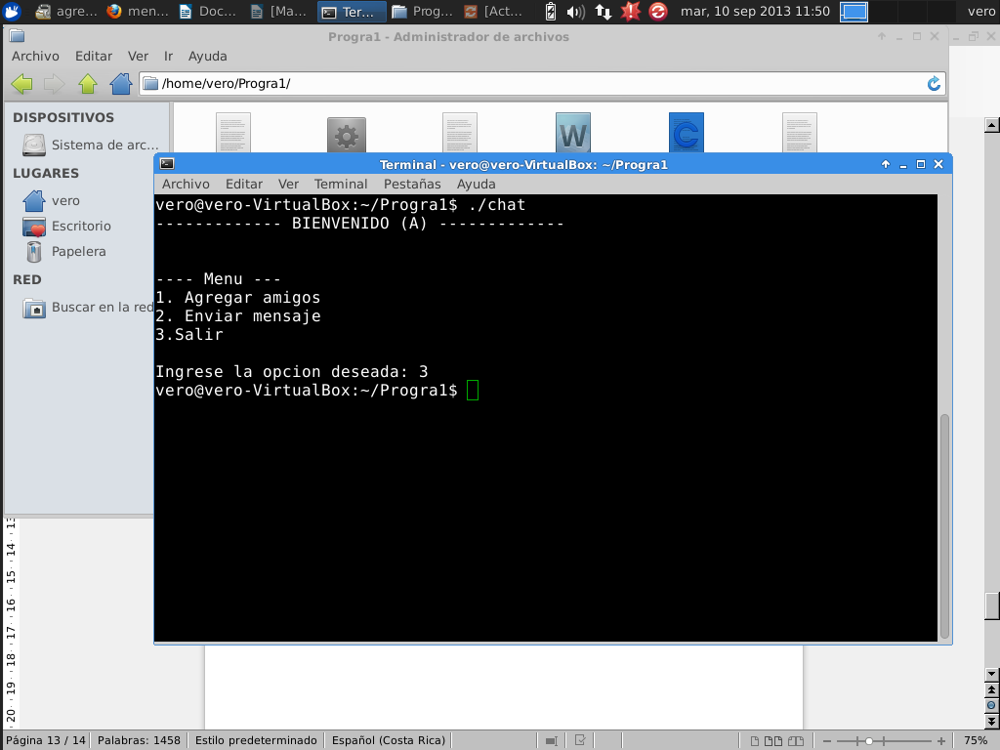 agre... men... Doc... [Ma... Ter... Prog... [Act... mar, 10 sep 2013 11:50 vero
Progra1 - Administrador de archivos
Archivo Editar Ver Ir Ayuda
/home/vero/Progra1/
DISPOSITIVOS
Sistema de arc...
LUGARES
vero
Escritorio
Papelera
RED
Buscar en la red
W
C
Terminal - vero@vero-VirtualBox: ~/Progra1
Archivo Editar Ver Terminal Pestañas Ayuda
vero@vero-VirtualBox:~/Progra1$ ./chat
------------- BIENVENIDO (A) -------------
---- Menu ---
1. Agregar amigos
2. Enviar mensaje
3.Salir
Ingrese la opcion deseada: 3
vero@vero-VirtualBox:~/Progra1$
13
14
15
16
17
18
19
20
Página 13 / 14 Palabras: 1458 Estilo predeterminado Español (Costa Rica) 75%